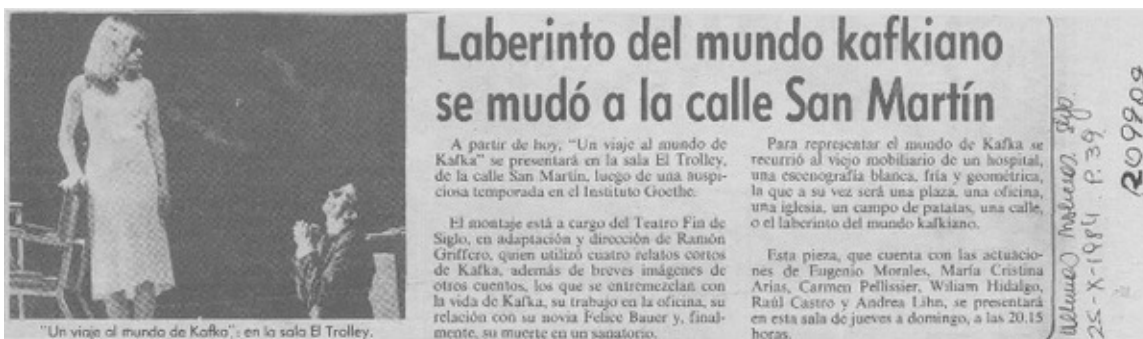 Laberinto del mundo kafkiano
se mudó a la calle San Martín
A partir de hoy, "Un viaje al mundo de
Kafka" se presentará en la sala El Trolley,
de la calle San Martín, luego de una auspi-
ciosa temporada en el Instituto Goethe.
El montaje está a cargo del Teatro Fin de
Siglo, en adaptación y dirección de Ramón
Griffero, quien utilizó cuatro relatos cortos
de Kafka, además de breves imágenes de
otros cuentos, los que se entremezclan con
la vida de Kafka, su trabajo en la oficina, su
relación con su novia Felice Bauer y, final-
mente, su muerte en un sanatorio.
Para representar el mundo de Kafka se
recurrió al viejo mobiliario de un hospital,
una escenografía blanca, fría y geométrica,
la que a su vez será una plaza, una oficina,
una iglesia, un campo de patatas, una calle,
o el laberinto del mundo kafkiano.
Esta pieza, que cuenta con las actuacio-
nes de Eugenio Morales, María Cristina
Arias, Carmen Pellissier, Wiliam Hidalgo,
Raúl Castro y Andrea Lihn, se presentará
en esta sala de jueves a domingo, a las 20.15
horas.
"Un viaje al mundo de Kafka": en la sala El Trolley.
Stgo.
25-X-1984 P.39
209809